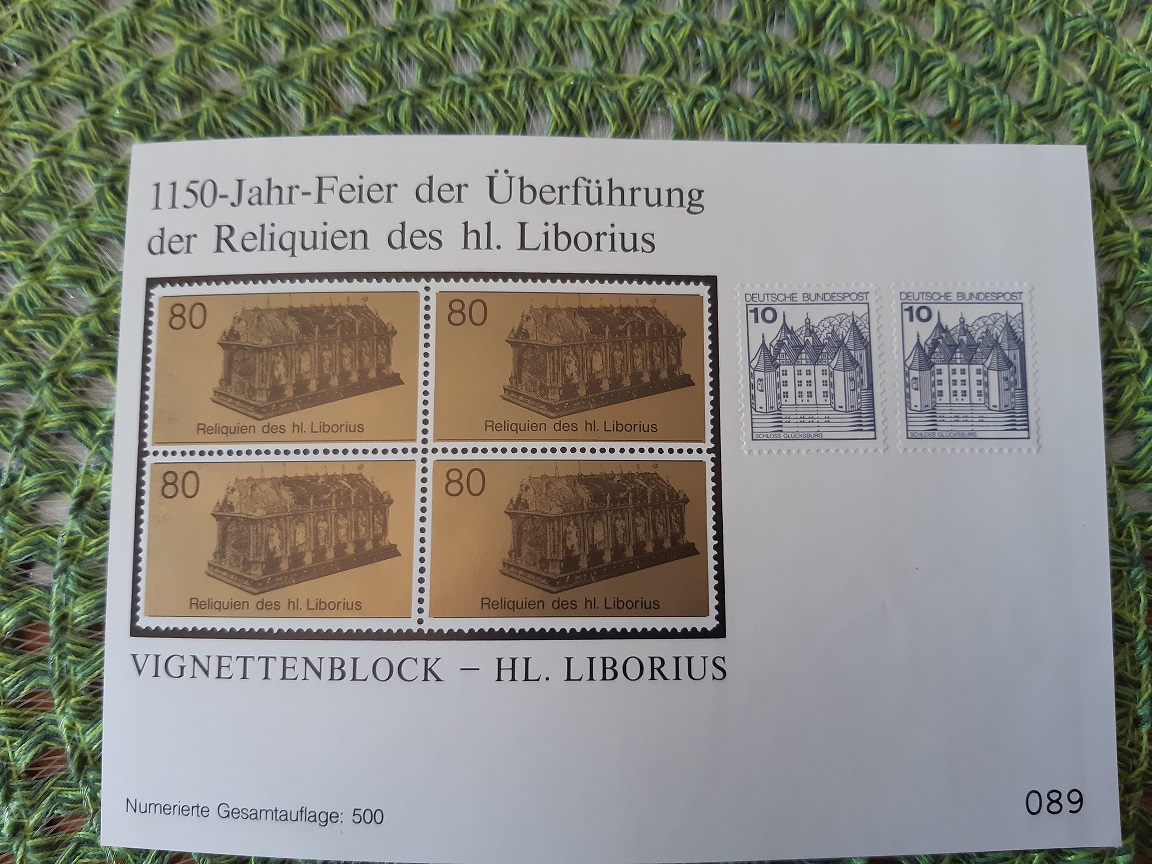 1150-Jahr-Feier der Überführung
der Reliquien des hl. Liborius
80
Reliquien des hl. Liborius
80
Reliquien des hl. Liborius
80
Reliquien des hl. Liborius
80
Reliquien des hl. Liborius
DEUTSCHE BUNDESPOST
10
SCHLOSS GLÜCKSBURG
DEUTSCHE BUNDESPOST
10
SCHLOSS GLÜCKSBURG
VIGNETTENBLOCK – HL. LIBORIUS
Numerierte Gesamtauflage: 500
089